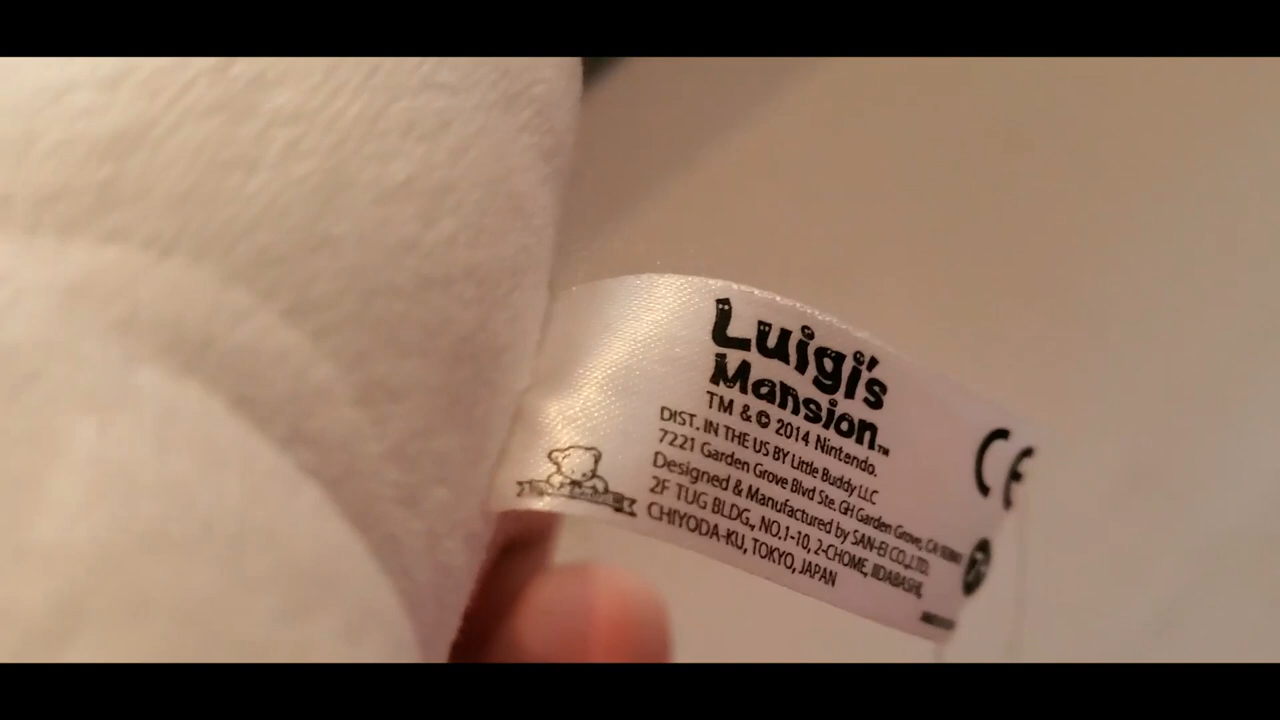 Luigi's
Mansion™
TM & © 2014 Nintendo.
DIST. IN THE US BY Little Buddy LLC
7221 Garden Grove Blvd Ste. GH Garden Grove, CA
Designed & Manufactured by SAN-EI CO.,LTD.
2F TUG BLDG., NO.1-10, 2-CHOME, IIDABASHI,
CHIYODA-KU, TOKYO, JAPAN
CE